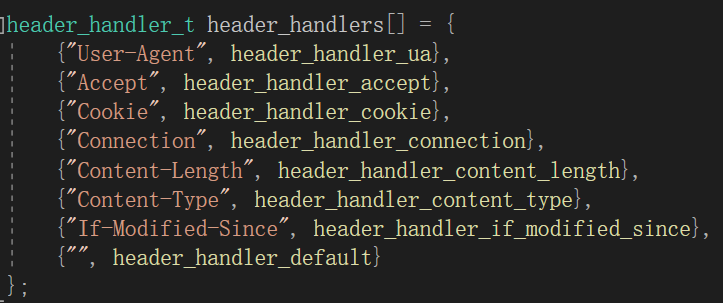 header_handler_t header_handlers[] = {
{"User-Agent", header_handler_ua},
{"Accept", header_handler_accept},
{"Cookie", header_handler_cookie},
{"Connection", header_handler_connection},
{"Content-Length", header_handler_content_length},
{"Content-Type", header_handler_content_type},
{"If-Modified-Since", header_handler_if_modified_since},
{"", header_handler_default}
};